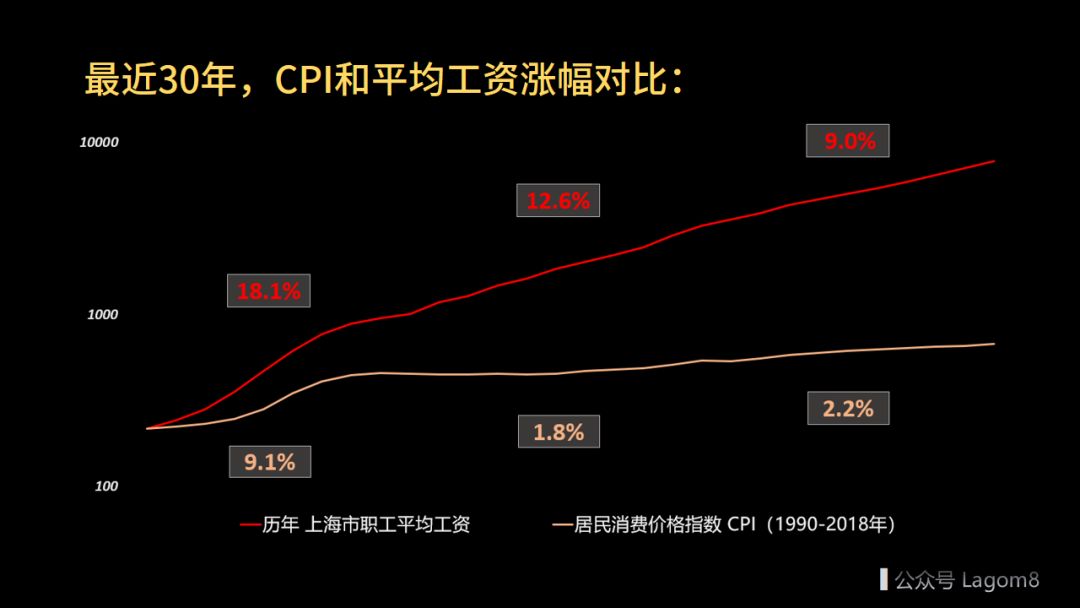 最近30年，CPI和平均工资涨幅对比：
10000
9.0%
12.6%
18.1%
1000
2.2%
1.8%
9.1%
100
历年 上海市职工平均工资
居民消费价格指数 CPI（1990-2018年）
公众号 Lagom8